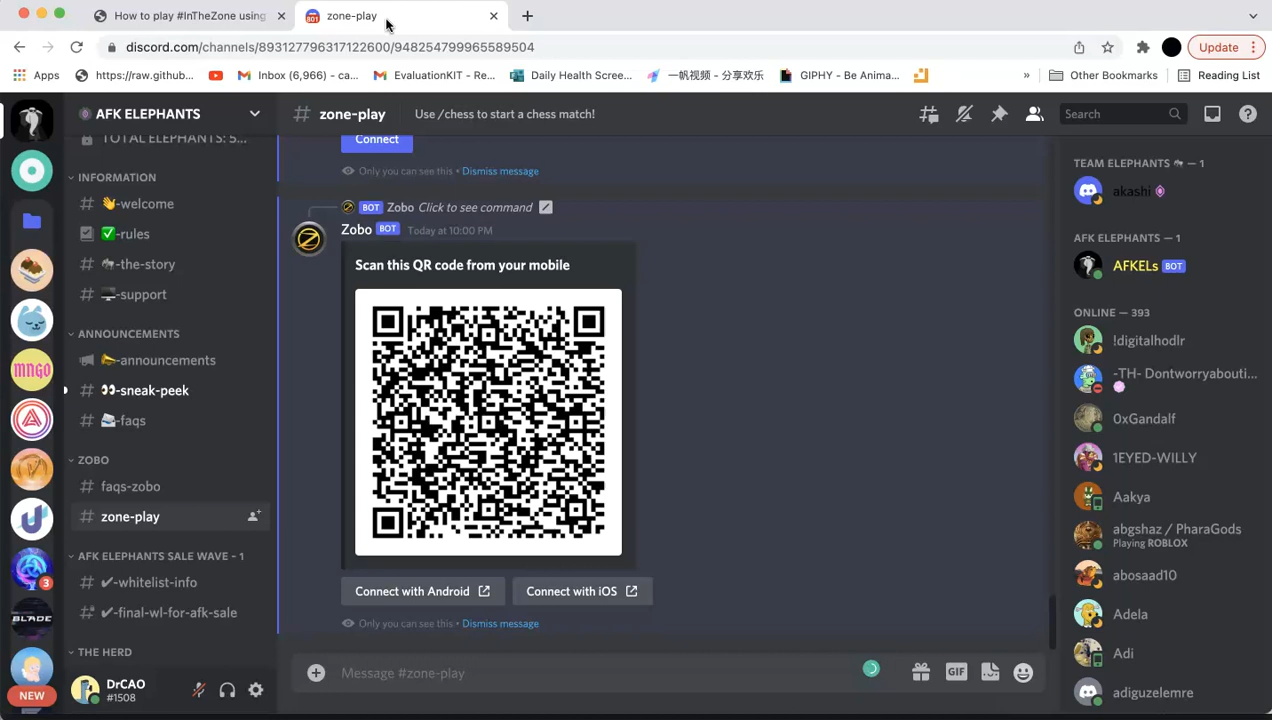 How to play #InTheZone using
zone-play
discord.com/channels/893127796317122600/948254799965589504
Update
Apps
https://raw.github...
Inbox (6,966) - ca...
EvaluationKIT - Re...
Daily Health Scree...
一帆视频 - 分享欢乐
GIPHY - Be Anima...
»
Other Bookmarks
Reading List
AFK ELEPHANTS
# zone-play
Use /chess to start a chess match!
Search
TOTAL ELEPHANTS: 5...
INFORMATION
# 👋-welcome
✅-rules
# 🐘-the-story
# 🖥️-support
ANNOUNCEMENTS
📣-announcements
# 👀-sneak-peek
# 📨-faqs
ZOBO
# faqs-zobo
# zone-play
AFK ELEPHANTS SALE WAVE - 1
# ✔-whitelist-info
# ✔-final-wl-for-afk-sale
THE HERD
MNGO
3
BLADE
NEW
DrCAO
#1508
Connect
Only you can see this • Dismiss message
BOT Zobo Click to see command
Zobo BOT Today at 10:00 PM
Scan this QR code from your mobile
Connect with Android
Connect with iOS
Only you can see this • Dismiss message
Message #zone-play
GIF
TEAM ELEPHANTS 🐘 — 1
akashi
AFK ELEPHANTS — 1
AFKELs BOT
ONLINE — 393
!digitalhodlr
-TH- Dontworryabouti...
0xGandalf
1EYED-WILLY
Aakya
abgshaz / PharaGods
Playing ROBLOX
abosaad10
Adela
Adi
adiguzelemre